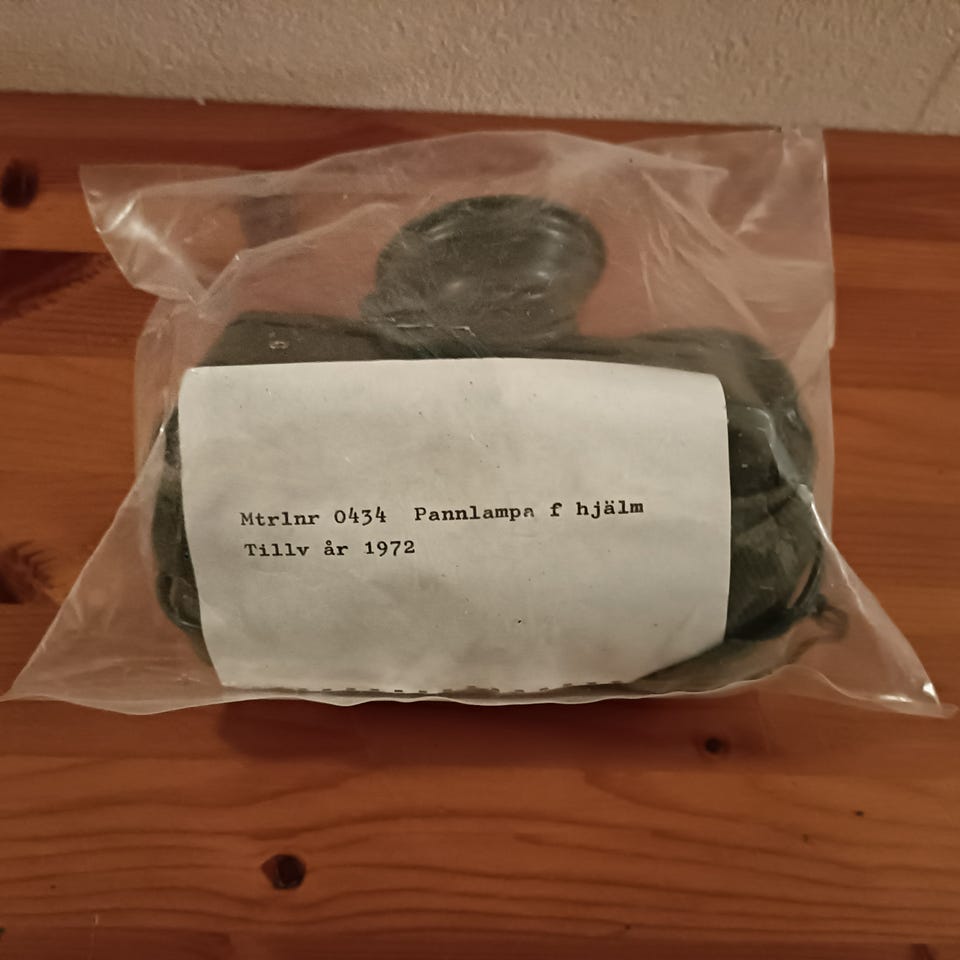 Mtrlnr 0434 Pannlampa f hjälm
Tillv år 1972